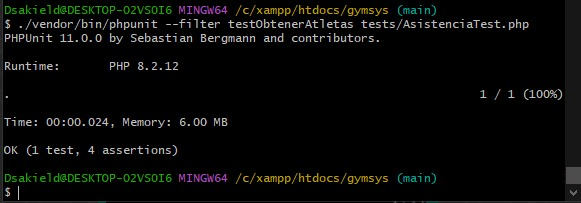 Dsakield@DESKTOP-O2VSOI6 MINGW64 /c/xampp/htdocs/gymsys (main)
$ ./vendor/bin/phpunit --filter testObtenerAtletas tests/AsistenciaTest.php
PHPUnit 11.0.0 by Sebastian Bergmann and contributors.
Runtime:       PHP 8.2.12
.                                                                   1 / 1 (100%)
Time: 00:00.024, Memory: 6.00 MB
OK (1 test, 4 assertions)
Dsakield@DESKTOP-O2VSOI6 MINGW64 /c/xampp/htdocs/gymsys (main)
$